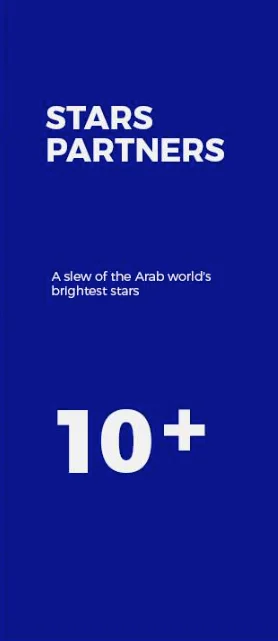 STARS
PARTNERS
A slew of the Arab world's
brightest stars
10+